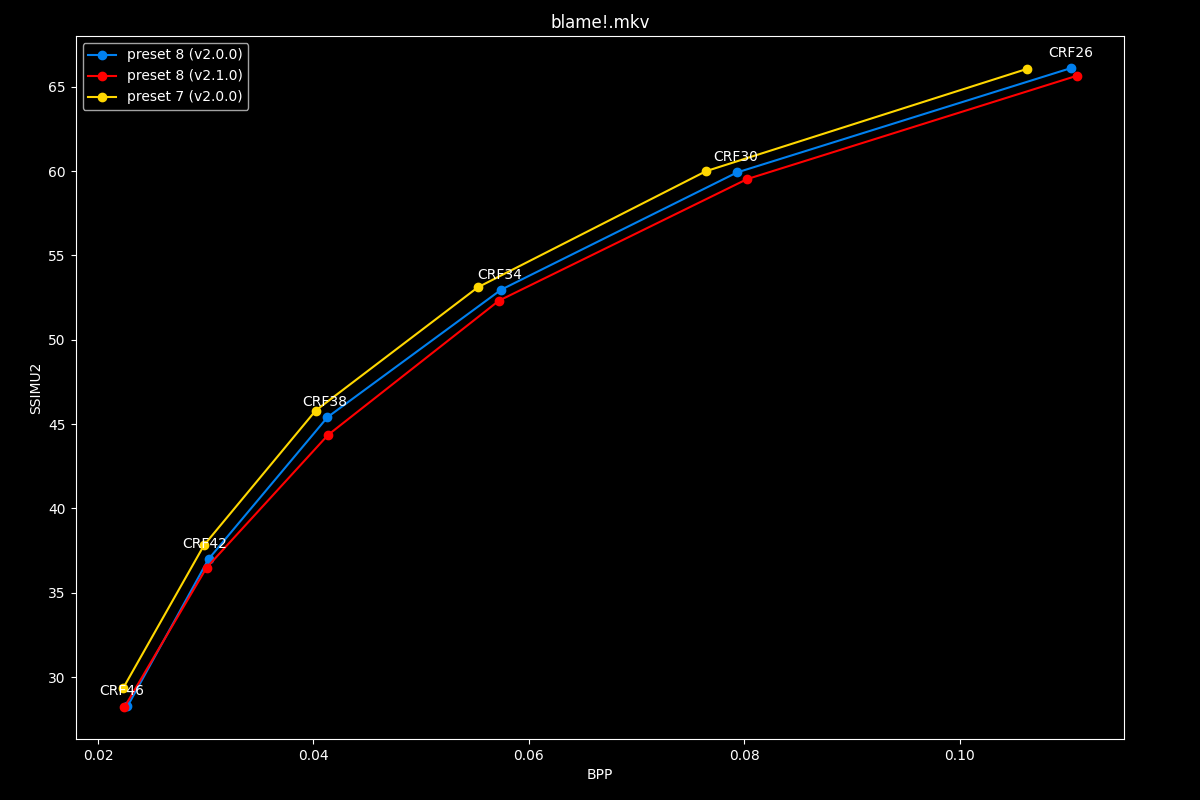 blame!.mkv
preset 8 (v2.0.0)
preset 8 (v2.1.0)
preset 7 (v2.0.0)
CRF26
CRF30
CRF34
CRF38
CRF42
CRF46
65
60
55
50
45
40
35
30
SSIMU2
0.02 0.04 0.06 0.08 0.10
BPP